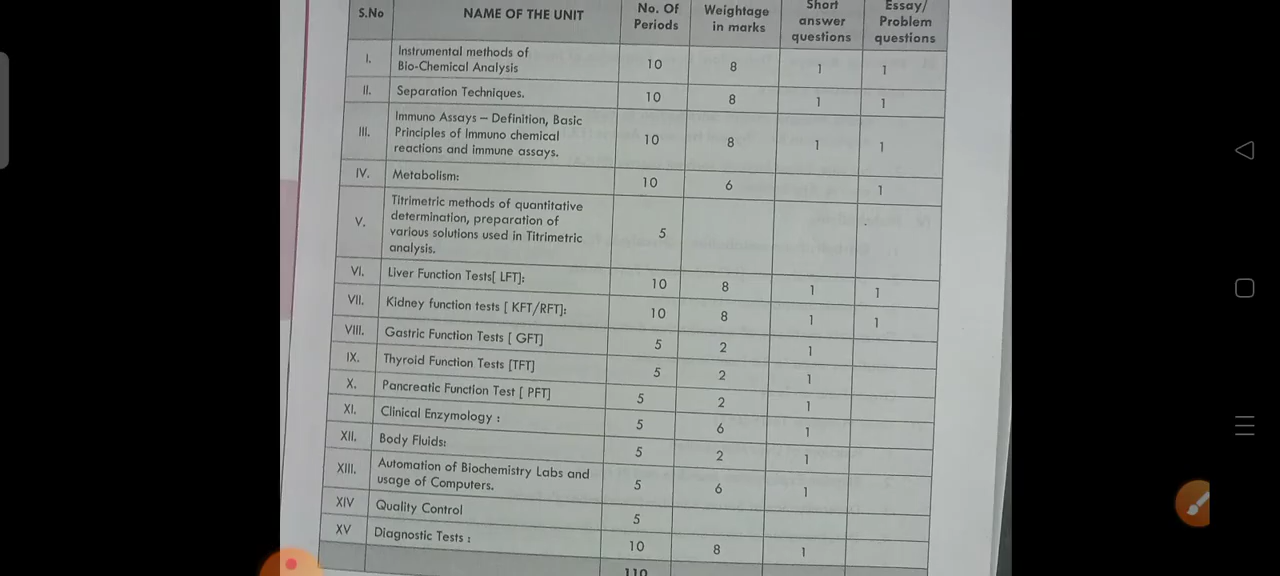 S.No NAME OF THE UNIT No. Of Periods Weightage in marks Short answer questions Essay/ Problem questions
I. Instrumental methods of
Bio-Chemical Analysis 10 8 1 1
II. Separation Techniques. 10 8 1 1
III. Immuno Assays – Definition, Basic
Principles of Immuno chemical
reactions and immune assays. 10 8 1 1
IV. Metabolism: 10 6 1
V. Titrimetric methods of quantitative
determination, preparation of
various solutions used in Titrimetric
analysis. 5
VI. Liver Function Tests[ LFT]: 10 8 1 1
VII. Kidney function tests [ KFT/RFT]: 10 8 1 1
VIII. Gastric Function Tests [ GFT] 5 2 1
IX. Thyroid Function Tests [TFT] 5 2 1
X. Pancreatic Function Test [ PFT] 5 2 1
XI. Clinical Enzymology : 5 6 1
XII. Body Fluids: 5 2 1
XIII. Automation of Biochemistry Labs and
usage of Computers. 5 6 1
XIV Quality Control 5
XV Diagnostic Tests : 10 8 1
110